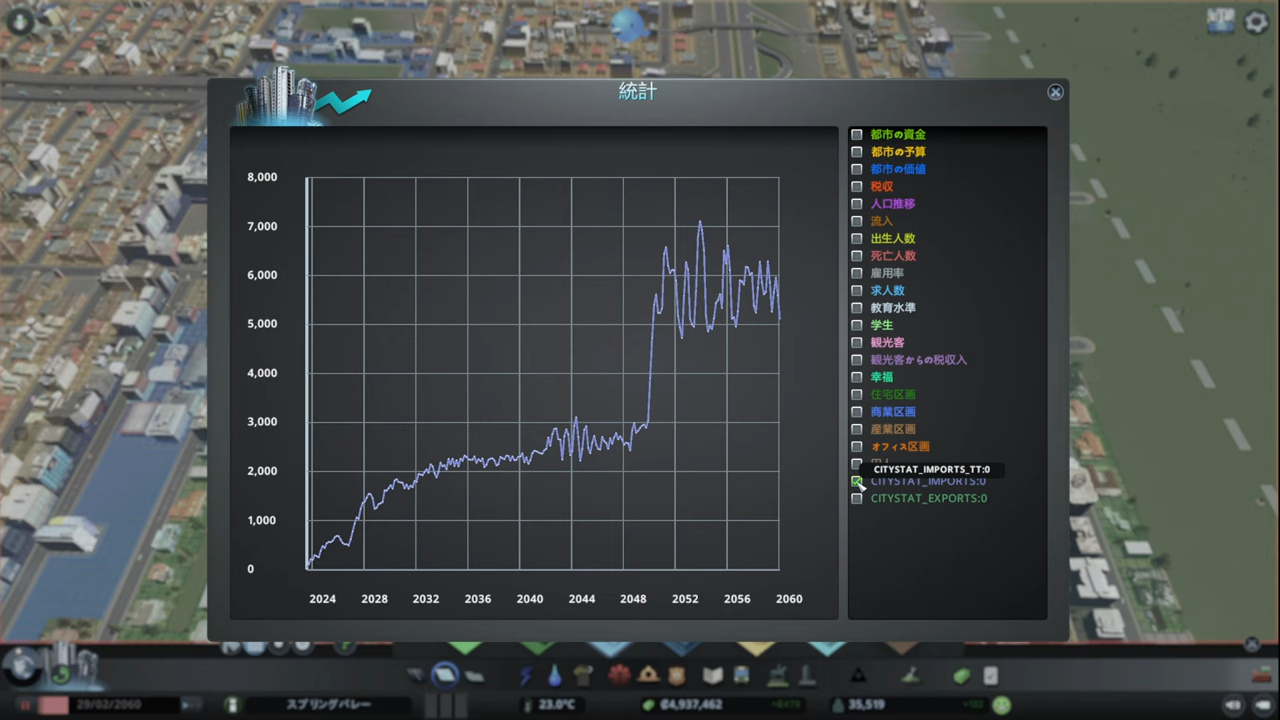 統計
8,000
7,000
6,000
5,000
4,000
3,000
2,000
1,000
0
2024 2028 2032 2036 2040 2044 2048 2052 2056 2060
都市の資金
都市の予算
都市の価値
税収
人口推移
流入
出生人数
死亡人数
雇用率
求人数
教育水準
学生
観光客
観光客からの税収入
幸福
住宅区画
商業区画
産業区画
オフィス区画
CITYSTAT_IMPORTS_TT:0
CITYSTAT_IMPORTS:0
CITYSTAT_EXPORTS:0
29/02/2060
スプリングバレー
23.0°C
₡4,937,462
35,519